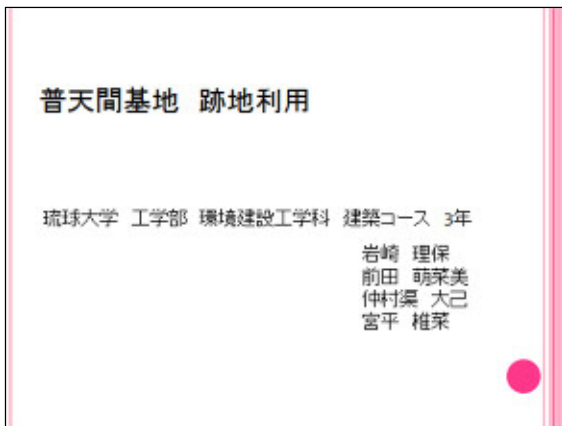 普天間基地 跡地利用
琉球大学 工学部 環境建設工学科 建築コース 3年
岩崎 理保
前田 萌菜美
仲村渠 大己
宮平 椎菜